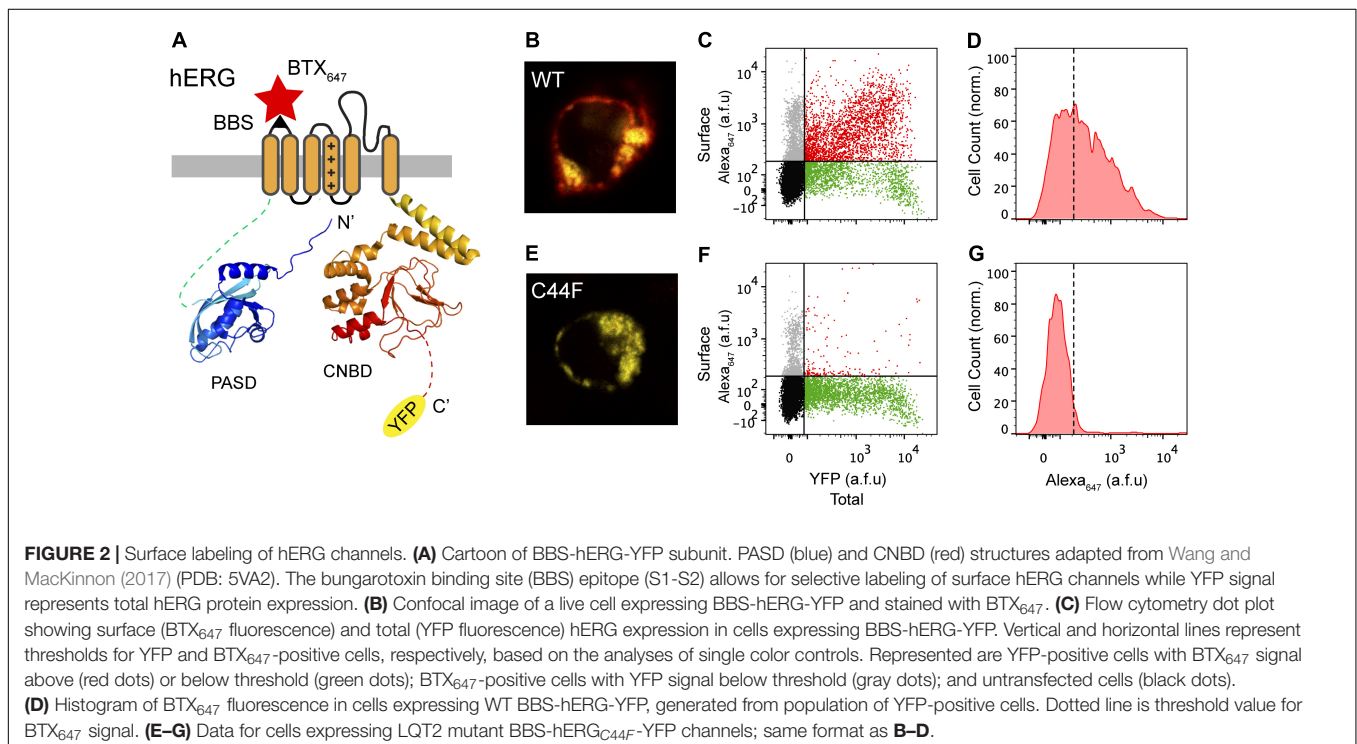 A
hERG
BTX647
BBS
N'
PASD
CNBD
C'
YFP
B
WT
C
Surface
Alexa647 (a.f.u)
10^4
10^3
10^2
0
−10^2
D
Cell Count (norm.)
100
80
60
40
20
0
E
C44F
F
Surface
Alexa647 (a.f.u)
10^4
10^3
10^2
0
−10^2
0
10^3
10^4
YFP (a.f.u)
Total
G
Cell Count (norm.)
100
80
60
40
20
0
0
10^3
10^4
Alexa647 (a.f.u)
FIGURE 2 | Surface labeling of hERG channels. (A) Cartoon of BBS-hERG-YFP subunit. PASD (blue) and CNBD (red) structures adapted from Wang and
MacKinnon (2017) (PDB: 5VA2). The bungarotoxin binding site (BBS) epitope (S1-S2) allows for selective labeling of surface hERG channels while YFP signal
represents total hERG protein expression. (B) Confocal image of a live cell expressing BBS-hERG-YFP and stained with BTX647. (C) Flow cytometry dot plot
showing surface (BTX647 fluorescence) and total (YFP fluorescence) hERG expression in cells expressing BBS-hERG-YFP. Vertical and horizontal lines represent
thresholds for YFP and BTX647-positive cells, respectively, based on the analyses of single color controls. Represented are YFP-positive cells with BTX647 signal
above (red dots) or below threshold (green dots); BTX647-positive cells with YFP signal below threshold (gray dots); and untransfected cells (black dots).
(D) Histogram of BTX647 fluorescence in cells expressing WT BBS-hERG-YFP, generated from population of YFP-positive cells. Dotted line is threshold value for
BTX647 signal. (E–G) Data for cells expressing LQT2 mutant BBS-hERGC44F-YFP channels; same format as B–D.